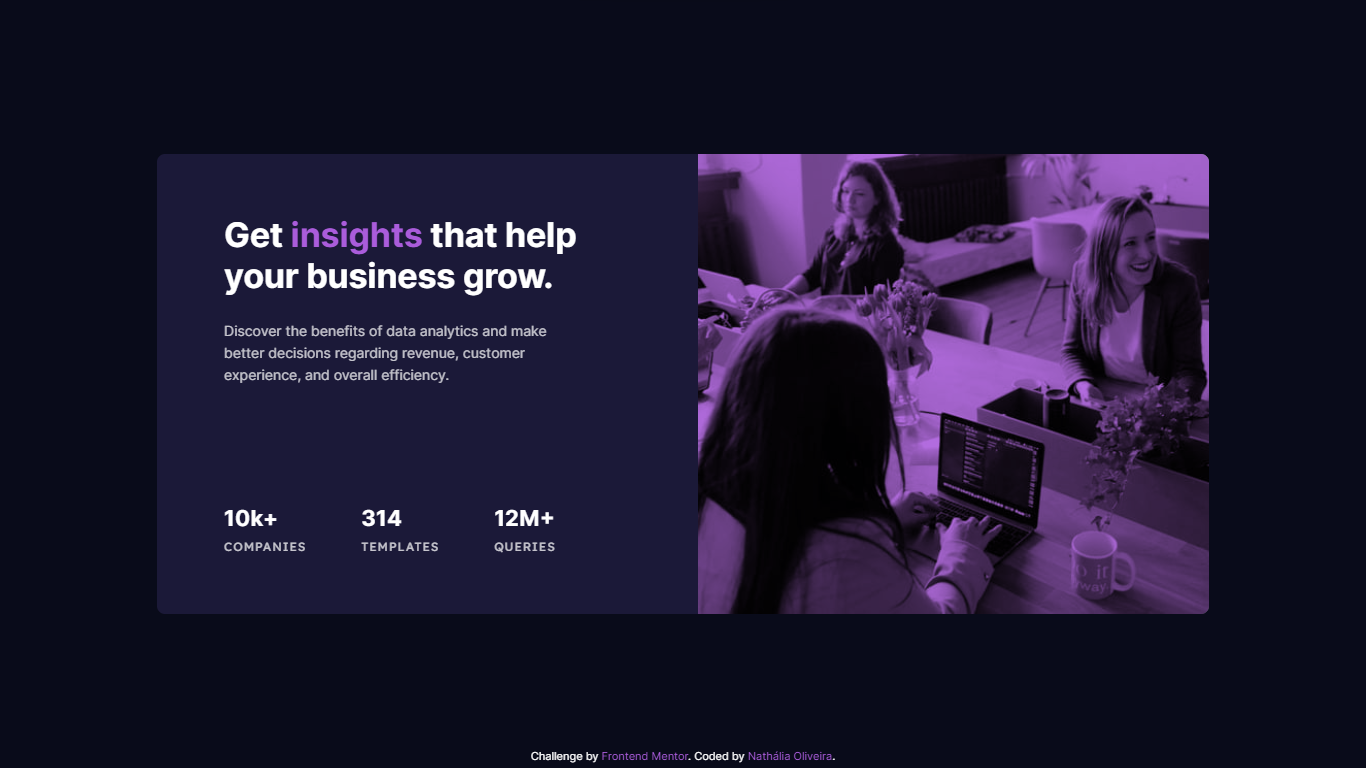 Get insights that help
your business grow.
Discover the benefits of data analytics and make
better decisions regarding revenue, customer
experience, and overall efficiency.
10k+ 314 12M+
COMPANIES TEMPLATES QUERIES
it
way
Challenge by Frontend Mentor. Coded by Nathália Oliveira.